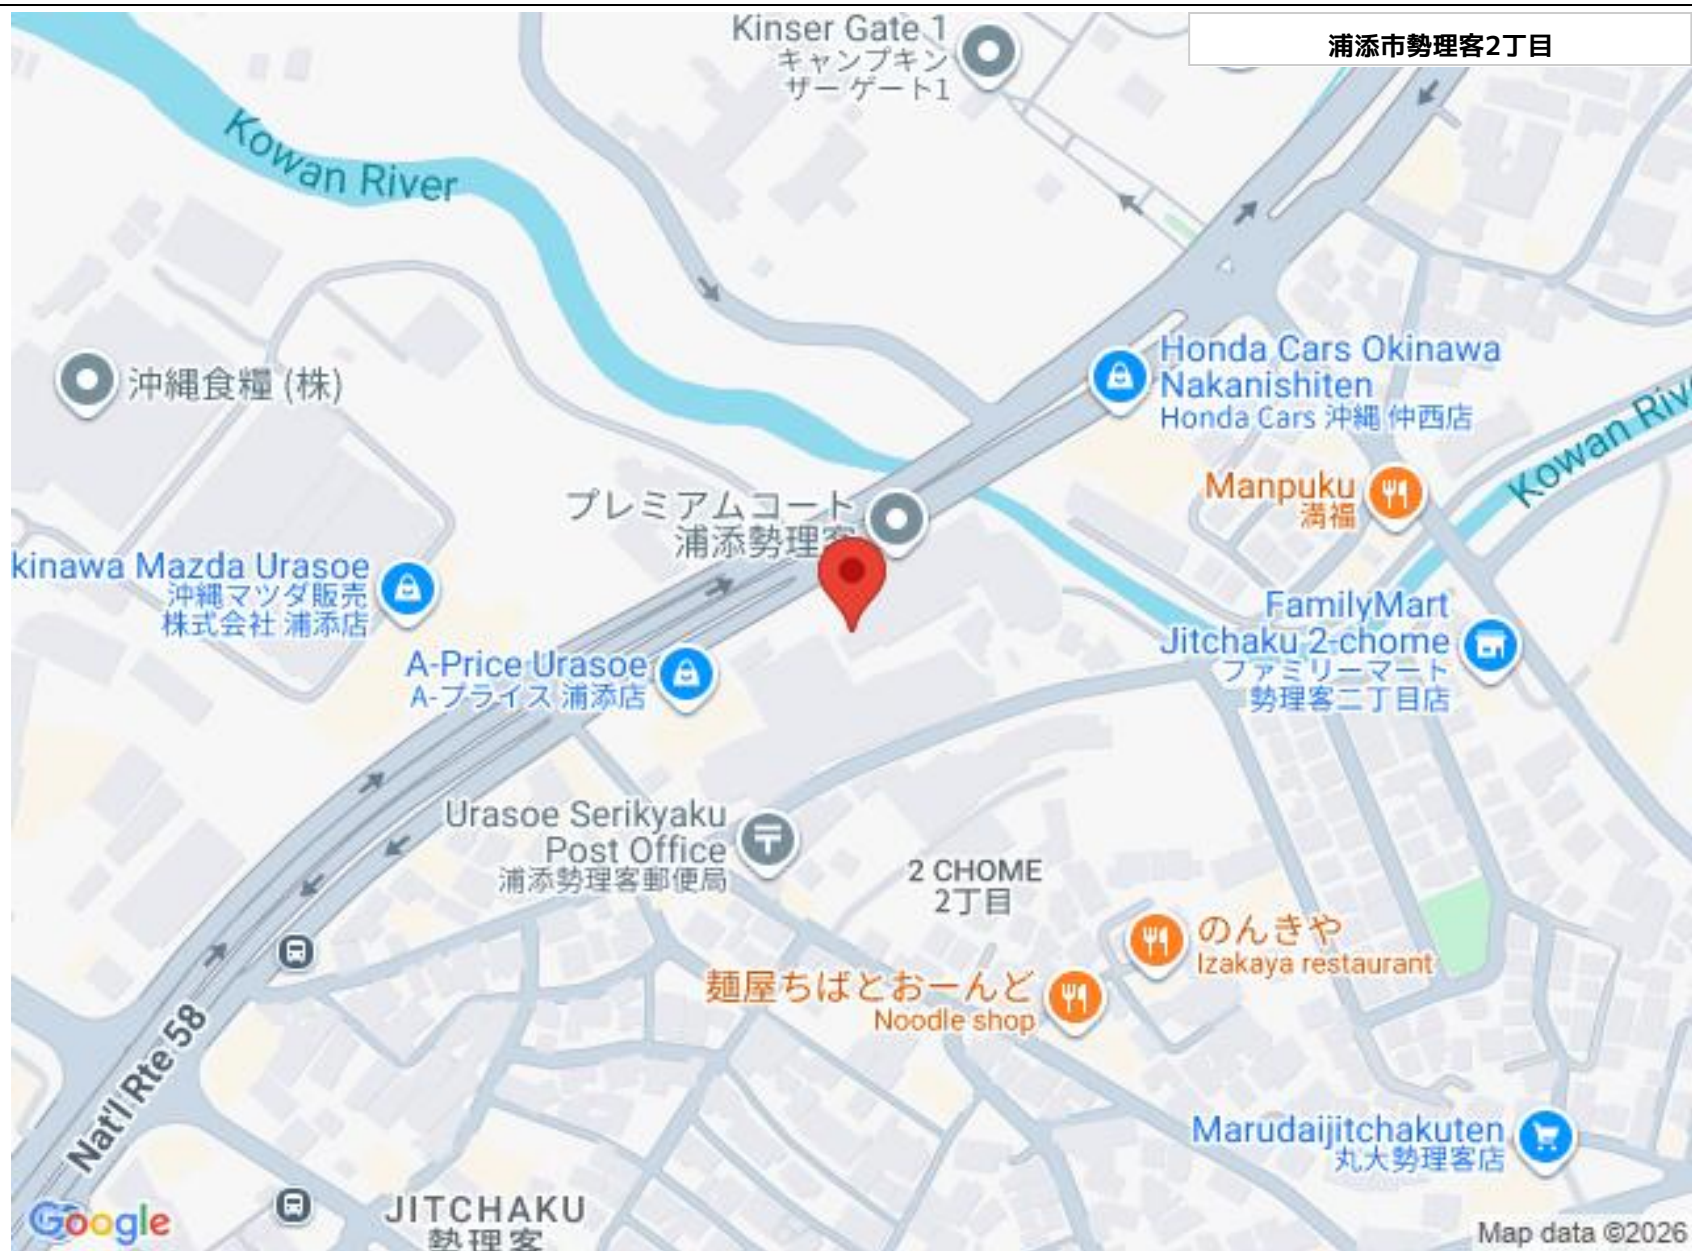 浦添市勢理客2丁目
Kinser Gate 1
キャンプキン
ザー ゲート1
Kowan River
沖縄食糧 (株)
Honda Cars Okinawa
Nakanishiten
Honda Cars 沖縄 仲西店
Kowan Riv
Manpuku
満福
プレミアムコート
浦添勢理客
kinawa Mazda Urasoe
沖縄マツダ販売
株式会社 浦添店
FamilyMart
Jitchaku 2-chome
ファミリーマート
勢理客二丁目店
A-Price Urasoe
A-プライス 浦添店
Urasoe Serikyaku
Post Office
浦添勢理客郵便局
2 CHOME
2丁目
のんきや
Izakaya restaurant
麺屋ちばとおーんど
Noodle shop
Nat'l Rte 58
Marudaijitchakuten
丸大勢理客店
JITCHAKU
勢理客
Google
Map data ©2026